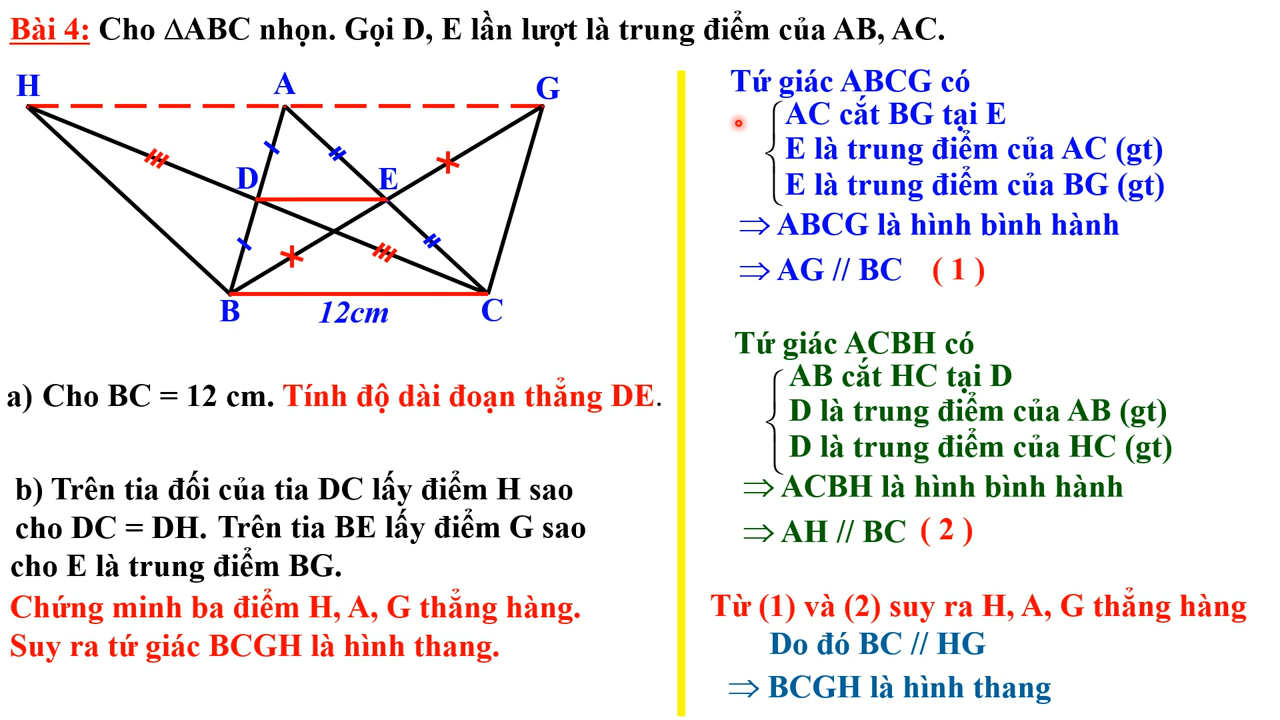 Bài 4: Cho ∆ABC nhọn. Gọi D, E lần lượt là trung điểm của AB, AC.
H
A
G
D
E
B
12cm
C
a) Cho BC = 12 cm. Tính độ dài đoạn thẳng DE.
b) Trên tia đối của tia DC lấy điểm H sao
cho DC = DH. Trên tia BE lấy điểm G sao
cho E là trung điểm BG.
Chứng minh ba điểm H, A, G thẳng hàng.
Suy ra tứ giác BCGH là hình thang.
Tứ giác ABCG có
AC cắt BG tại E
E là trung điểm của AC (gt)
E là trung điểm của BG (gt)
⇒ ABCG là hình bình hành
⇒ AG // BC ( 1 )
Tứ giác ACBH có
AB cắt HC tại D
D là trung điểm của AB (gt)
D là trung điểm của HC (gt)
⇒ ACBH là hình bình hành
⇒ AH // BC ( 2 )
Từ (1) và (2) suy ra H, A, G thẳng hàng
Do đó BC // HG
⇒ BCGH là hình thang